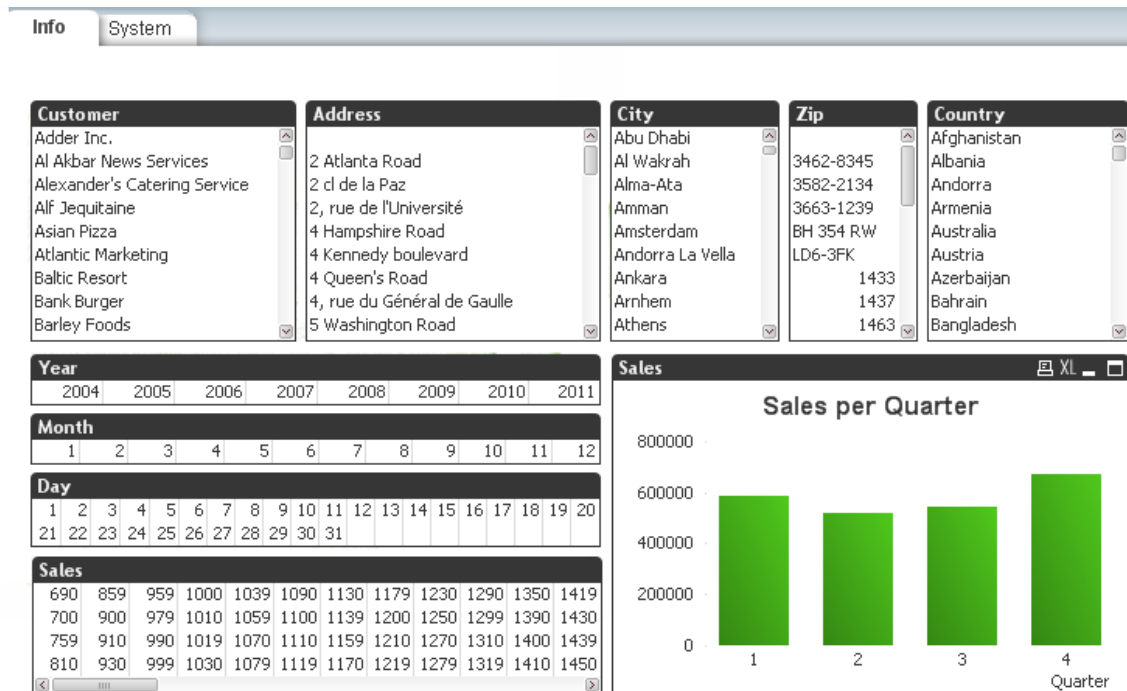 Info System
Customer
Adder Inc.
Al Akbar News Services
Alexander's Catering Service
Alf Jequitaine
Asian Pizza
Atlantic Marketing
Baltic Resort
Bank Burger
Barley Foods
Address
2 Atlanta Road
2 cl de la Paz
2, rue de l'Université
4 Hampshire Road
4 Kennedy boulevard
4 Queen's Road
4, rue du Général de Gaulle
5 Washington Road
City
Abu Dhabi
Al Wakrah
Alma-Ata
Amman
Amsterdam
Andorra La Vella
Ankara
Arnhem
Athens
Zip
3462-8345
3582-2134
3663-1239
BH 354 RW
LD6-3FK
1433
1437
1463
Country
Afghanistan
Albania
Andorra
Armenia
Australia
Austria
Azerbaijan
Bahrain
Bangladesh
Year
2004 2005 2006 2007 2008 2009 2010 2011
Month
1 2 3 4 5 6 7 8 9 10 11 12
Day
1 2 3 4 5 6 7 8 9 10 11 12 13 14 15 16 17 18 19 20
21 22 23 24 25 26 27 28 29 30 31
Sales
690 859 959 1000 1039 1090 1130 1179 1230 1290 1350 1419
700 900 979 1010 1059 1100 1139 1200 1250 1299 1390 1430
759 910 990 1019 1070 1110 1159 1210 1270 1310 1400 1439
810 930 999 1030 1079 1119 1170 1219 1279 1319 1410 1450
Sales XL
Sales per Quarter
800000
600000
400000
200000
0
1 2 3 4
Quarter